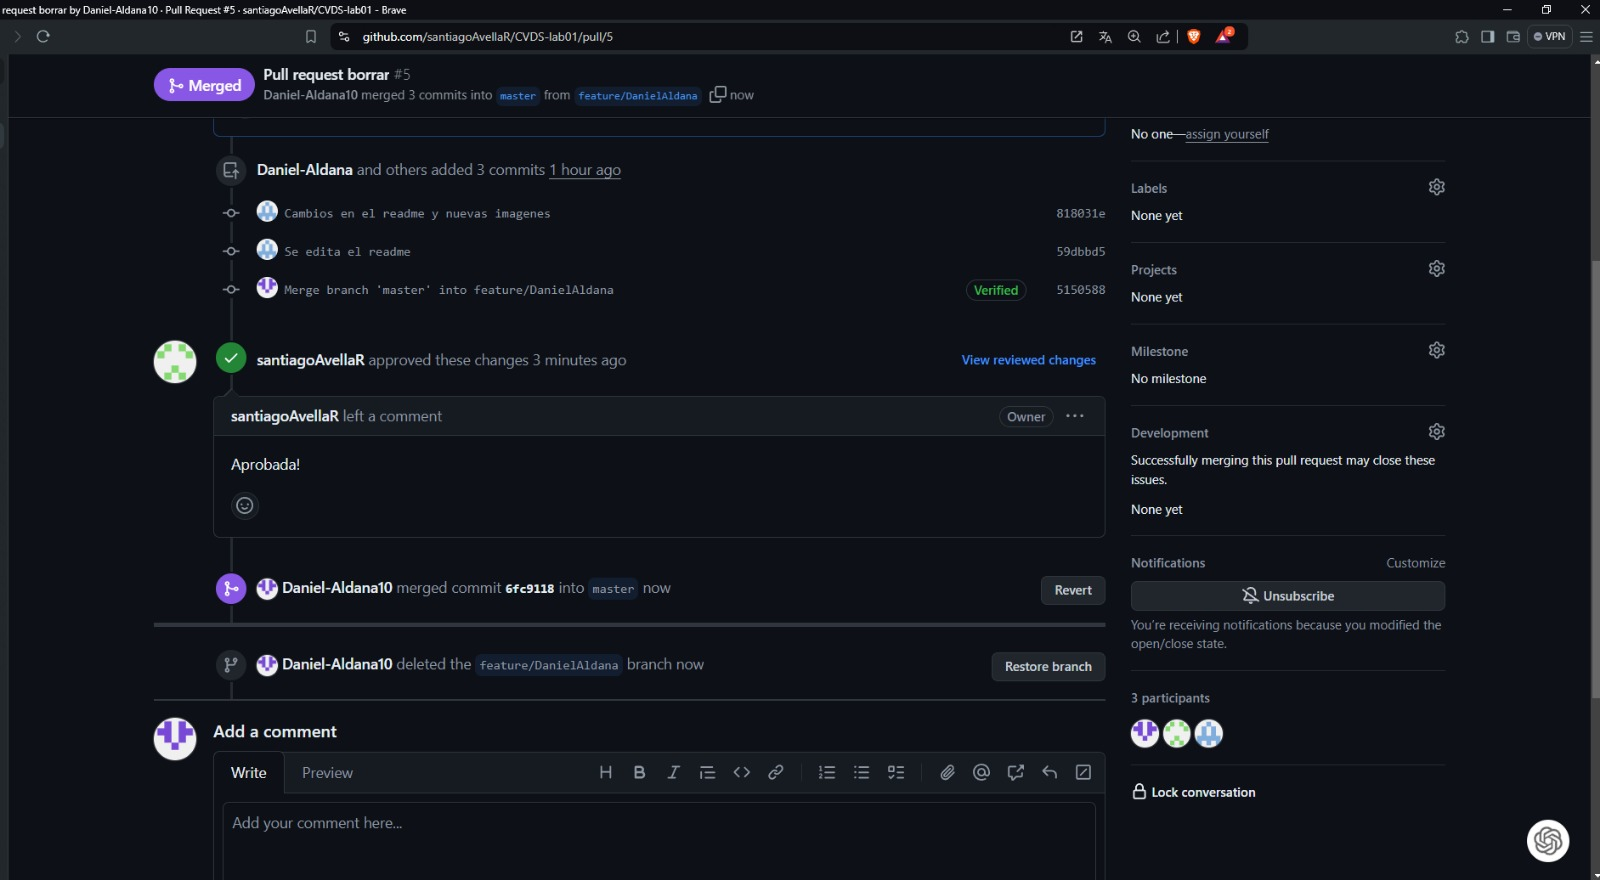 request borrar by Daniel-Aldana10 · Pull Request #5 · santiagoAvellaR/CVDS-lab01 - Brave
github.com/santiagoAvellaR/CVDS-lab01/pull/5
2
VPN
Merged
Pull request borrar #5
Daniel-Aldana10 merged 3 commits into master from feature/DanielAldana now
No one—assign yourself
Daniel-Aldana and others added 3 commits 1 hour ago
Cambios en el readme y nuevas imagenes 818031e
Se edita el readme 59dbbd5
Merge branch 'master' into feature/DanielAldana Verified 5150588
santiagoAvellaR approved these changes 3 minutes ago View reviewed changes
santiagoAvellaR left a comment Owner
Aprobada!
Daniel-Aldana10 merged commit 6fc9118 into master now Revert
Daniel-Aldana10 deleted the feature/DanielAldana branch now Restore branch
Add a comment
Write Preview
Add your comment here...
Labels
None yet
Projects
None yet
Milestone
No milestone
Development
Successfully merging this pull request may close these
issues.
None yet
Notifications Customize
Unsubscribe
You're receiving notifications because you modified the
open/close state.
3 participants
Lock conversation